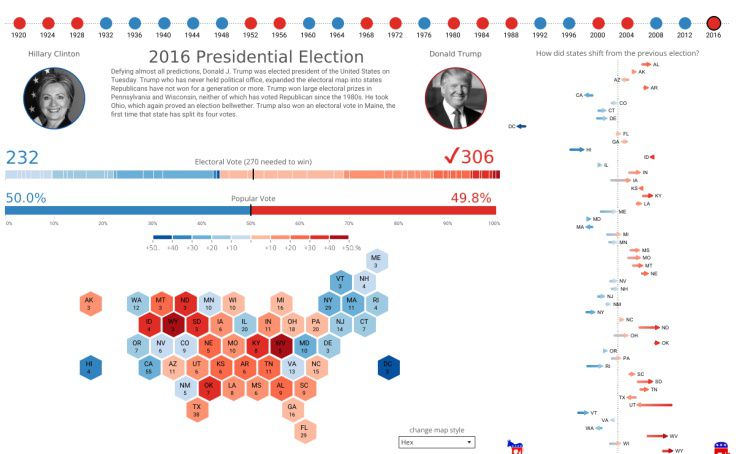 1920 1924 1928 1932 1936 1940 1944 1948 1952 1956 1960 1964 1968 1972 1976 1980 1984 1988 1992 1996 2000 2004 2008 2012 2016
Hillary Clinton
2016 Presidential Election
Donald Trump
Defying almost all predictions, Donald J. Trump was elected president of the United States on
Tuesday. Trump who has never held political office, expanded the electoral map into states
Republicans have not won for a generation or more. Trump won large electoral prizes in
Pennsylvania and Wisconsin, neither of which has voted Republican since the 1980s. He took
Ohio, which again proved an election bellwether. Trump also won an electoral vote in Maine, the
first time that state has split its four votes.
232
Electoral Vote (270 needed to win)
✓306
50.0%
Popular Vote
49.8%
0% 10% 20% 30% 40% 50% 60% 70% 80% 90% 100%
+50. +40 +30 +20 +10 +10 +20 +30 +40 +50.%
ME
3
VT NH
3 4
AK WA MT ND MN WI MI NY MA RI
3 12 3 3 10 10 16 29 11 4
ID WY SD IA IL IN OH PA NJ CT
4 3 3 6 20 11 18 20 14 7
OR NV CO NE MO KY WV MD DE
7 6 9 5 10 8 5 10 3
HI CA AZ UT KS AR TN VA NC DC
4 55 11 6 6 6 11 13 15 3
NM OK LA MS AL SC
5 7 8 6 9 9
TX GA
38 16
FL
29
change map style
Hex
How did states shift from the previous election?
AL
AK
AZ
AR
CA
CO
CT
DE
DC
FL
GA
HI
ID
IL
IN
IA
KS
KY
LA
ME
MD
MA
MI
MN
MS
MO
MT
NE
NV
NH
NJ
NM
NY
NC
ND
OH
OK
OR
PA
RI
SC
SD
TN
TX
UT
VT
VA
WA
WV
WI
WY